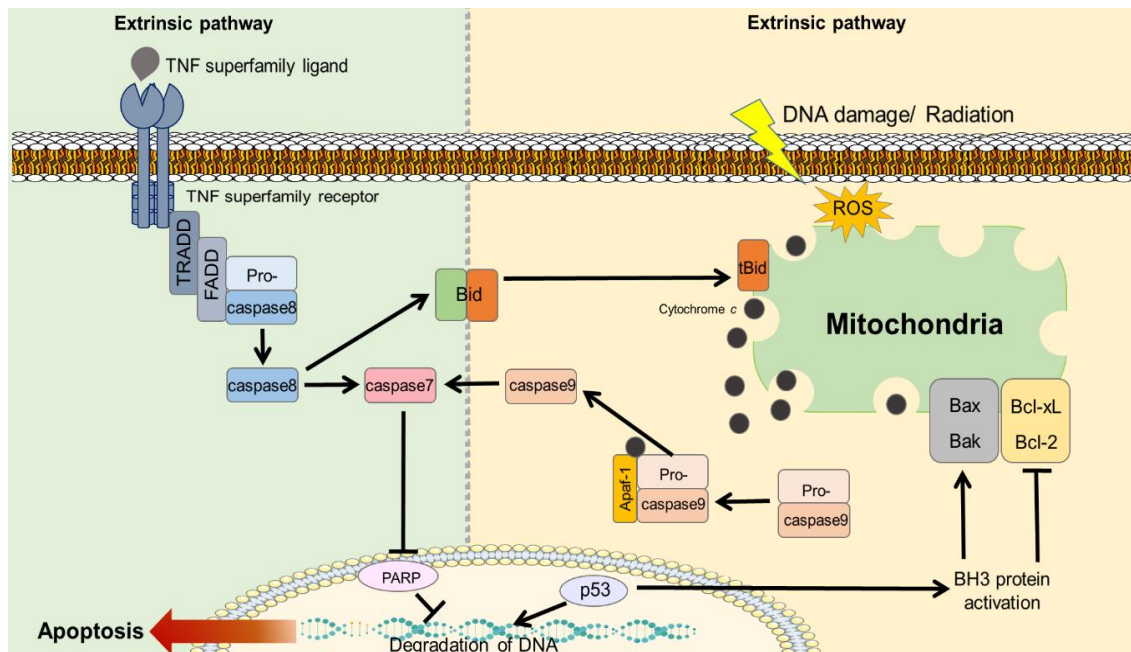 Extrinsic pathway
Extrinsic pathway
TNF superfamily ligand
DNA damage/ Radiation
TNF superfamily receptor
ROS
TRADD
FADD
Pro-
caspase8
Bid
tBid
Cytochrome c
Mitochondria
caspase8
caspase7
caspase9
Bax
Bak
Bcl-xL
Bcl-2
Apaf-1
Pro-
caspase9
Pro-
caspase9
PARP
p53
BH3 protein
activation
Apoptosis
Degradation of DNA